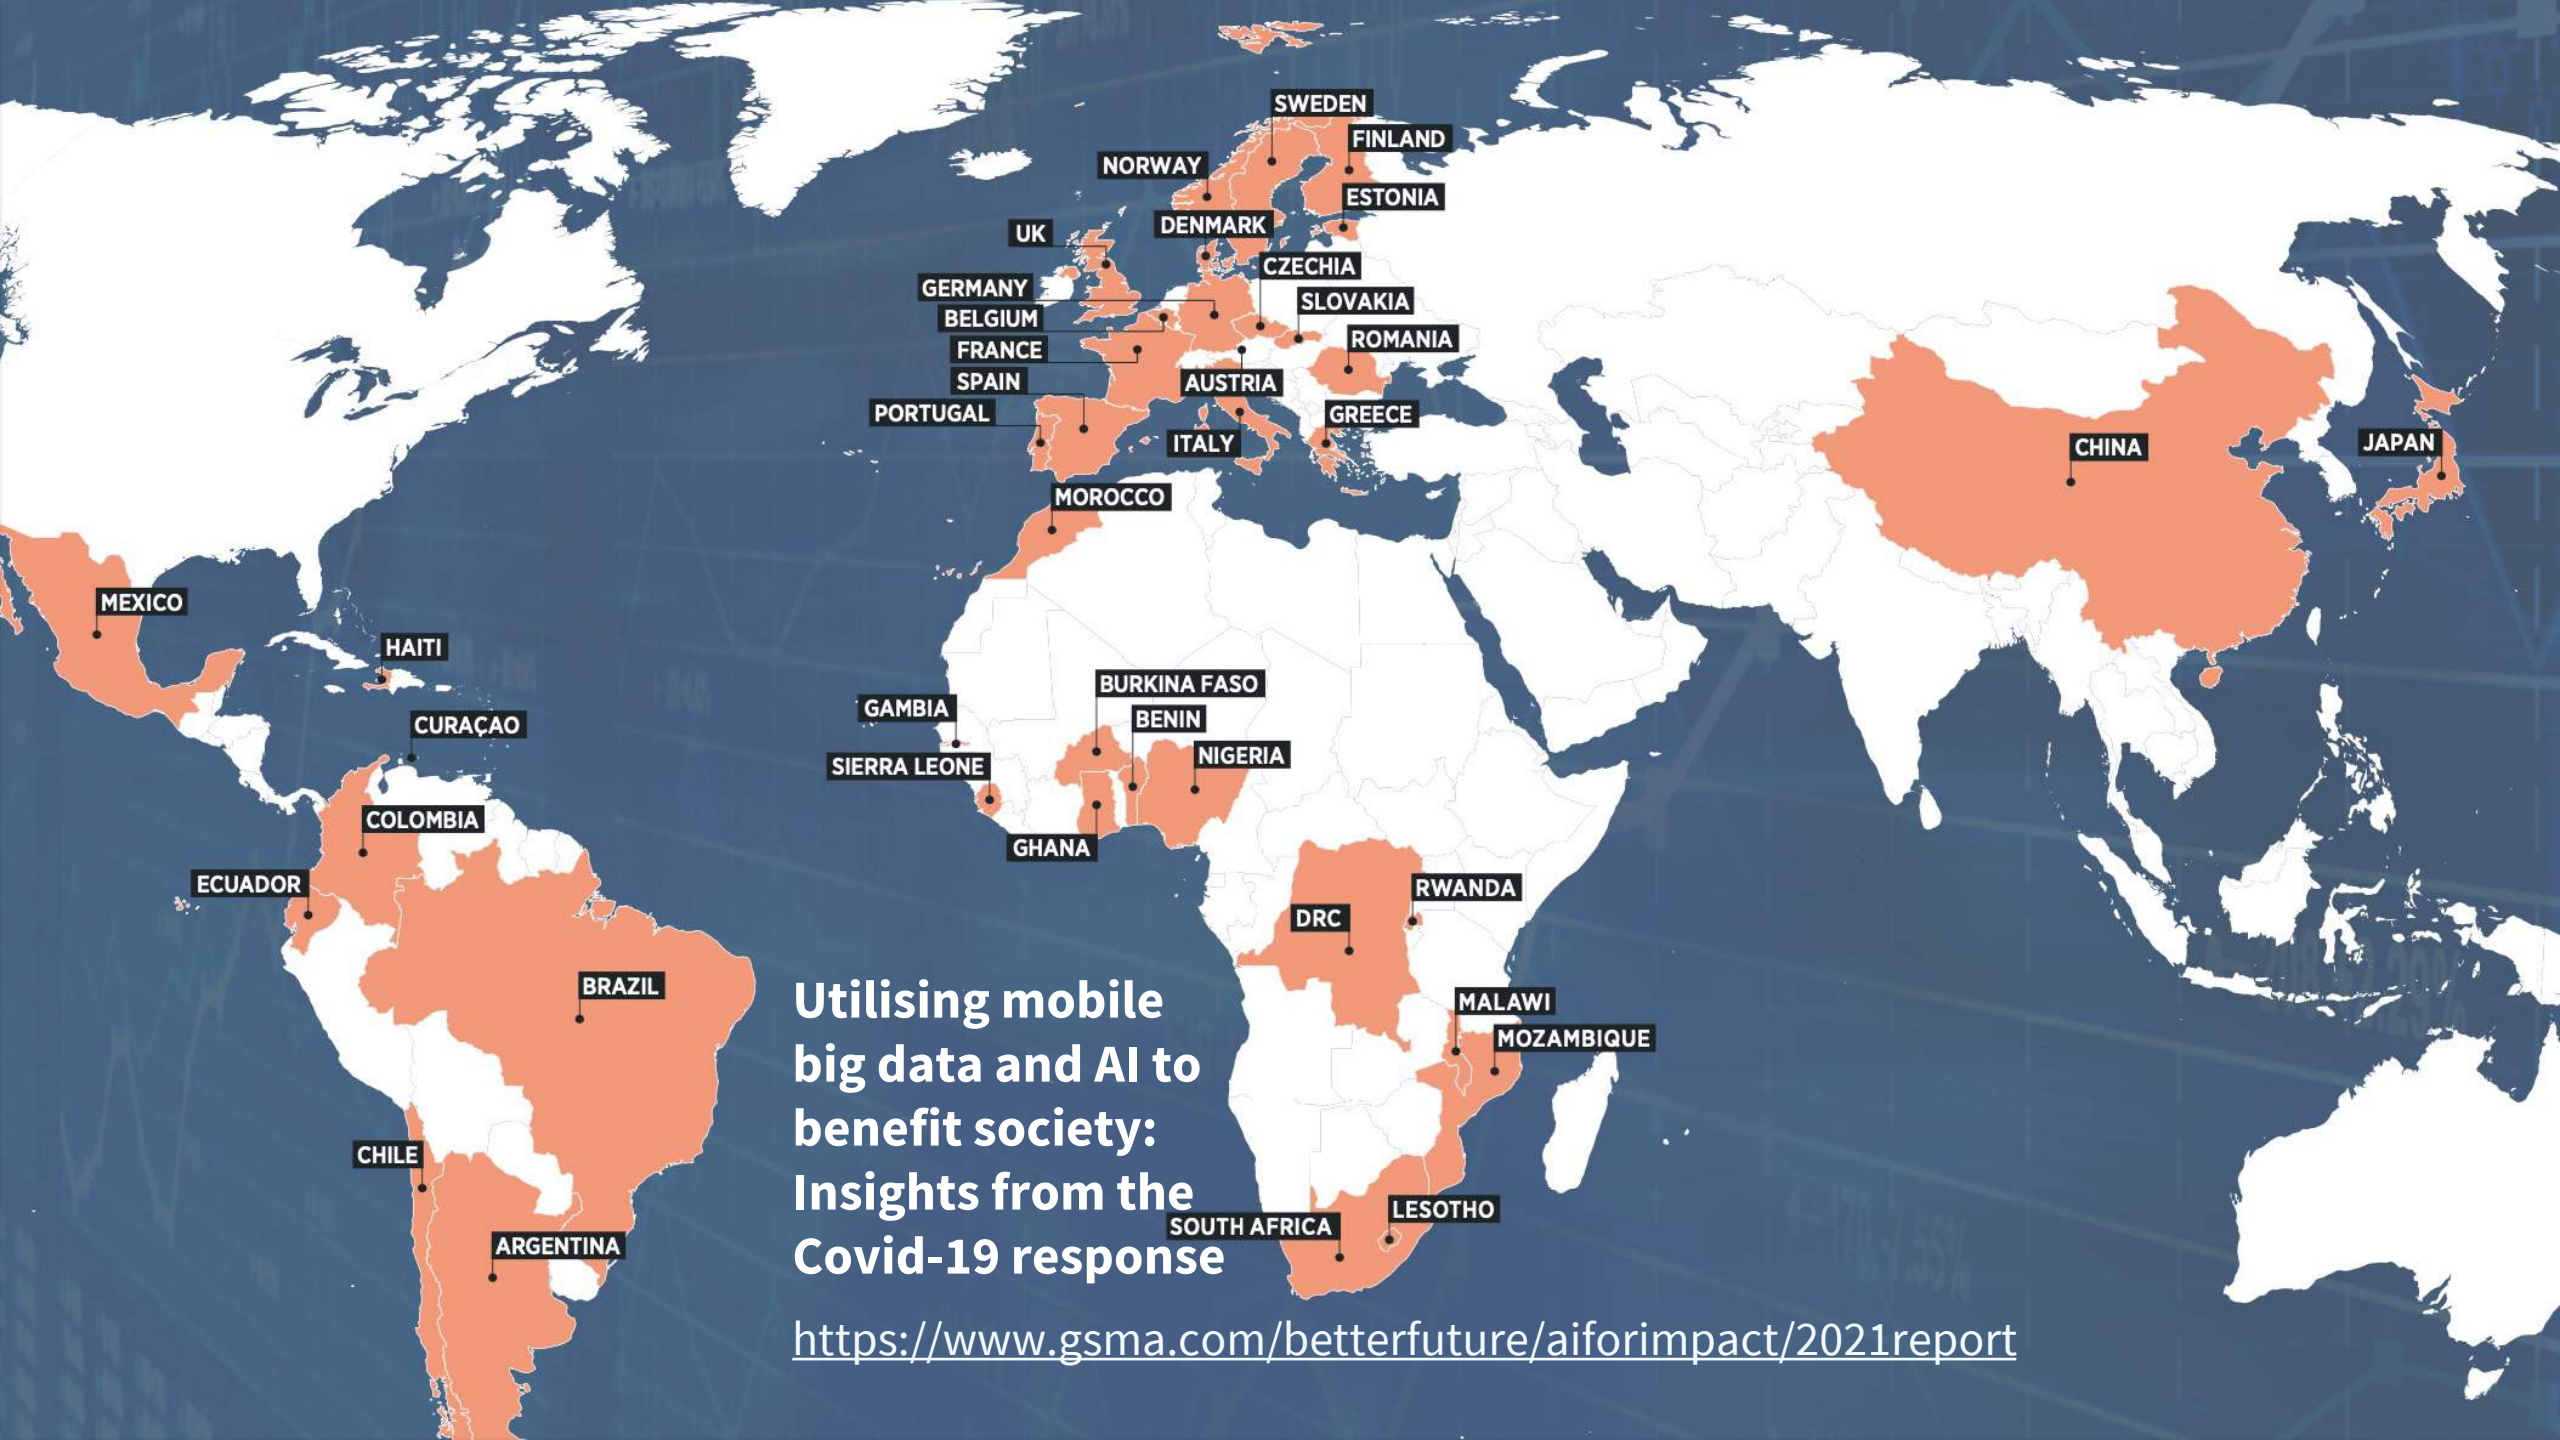 SWEDEN
FINLAND
NORWAY
ESTONIA
DENMARK
UK
CZECHIA
GERMANY
SLOVAKIA
BELGIUM
ROMANIA
FRANCE
SPAIN
AUSTRIA
PORTUGAL
GREECE
ITALY
CHINA
JAPAN
MOROCCO
MEXICO
HAITI
BURKINA FASO
GAMBIA
BENIN
CURAÇAO
NIGERIA
SIERRA LEONE
COLOMBIA
GHANA
ECUADOR
RWANDA
DRC
BRAZIL
MALAWI
MOZAMBIQUE
CHILE
LESOTHO
SOUTH AFRICA
ARGENTINA
Utilising mobile
big data and AI to
benefit society:
Insights from the
Covid-19 response
https://www.gsma.com/betterfuture/aiforimpact/2021report